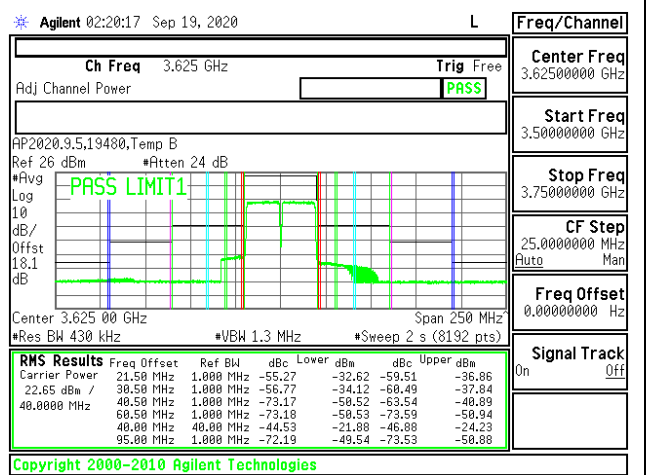 Agilent 02:20:17 Sep 19, 2020 L
Freq/Channel
Ch Freq 3.625 GHz Trig Free
Adj Channel Power PASS
Center Freq
3.62500000 GHz
Start Freq
3.50000000 GHz
AP2020.9.5,19480,Temp B
Ref 26 dBm #Atten 24 dB
#Avg
Log
10
dB/
Offst
18.1
dB
PASS LIMIT1
Stop Freq
3.75000000 GHz
CF Step
25.0000000 MHz
Auto Man
Freq Offset
0.00000000 Hz
Center 3.625 00 GHz Span 250 MHz
#Res BW 430 kHz #VBW 1.3 MHz #Sweep 2 s (8192 pts)
Signal Track
On Off
RMS Results Freq Offset Ref BW dBc Lower dBm dBc Upper dBm
Carrier Power 21.50 MHz 1.000 MHz -55.27 -32.62 -59.51 -36.86
22.65 dBm / 30.50 MHz 1.000 MHz -56.77 -34.12 -60.49 -37.84
40.0000 MHz 40.50 MHz 1.000 MHz -73.17 -50.52 -63.54 -40.89
60.50 MHz 1.000 MHz -73.18 -50.53 -73.59 -50.94
40.00 MHz 40.00 MHz -44.53 -21.88 -46.88 -24.23
95.00 MHz 1.000 MHz -72.19 -49.54 -73.53 -50.88
Copyright 2000-2010 Agilent Technologies